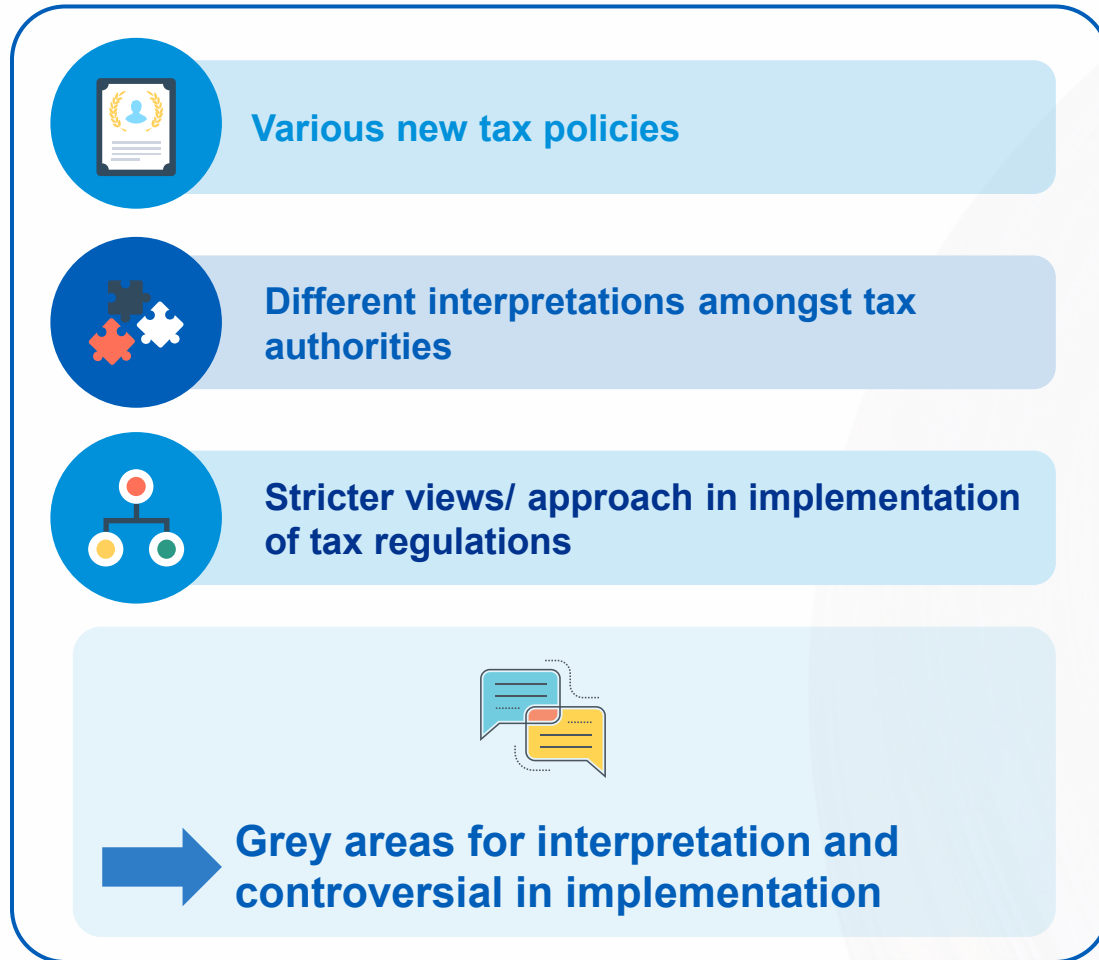 Various new tax policies
Different interpretations amongst tax
authorities
Stricter views/ approach in implementation
of tax regulations
Grey areas for interpretation and
controversial in implementation